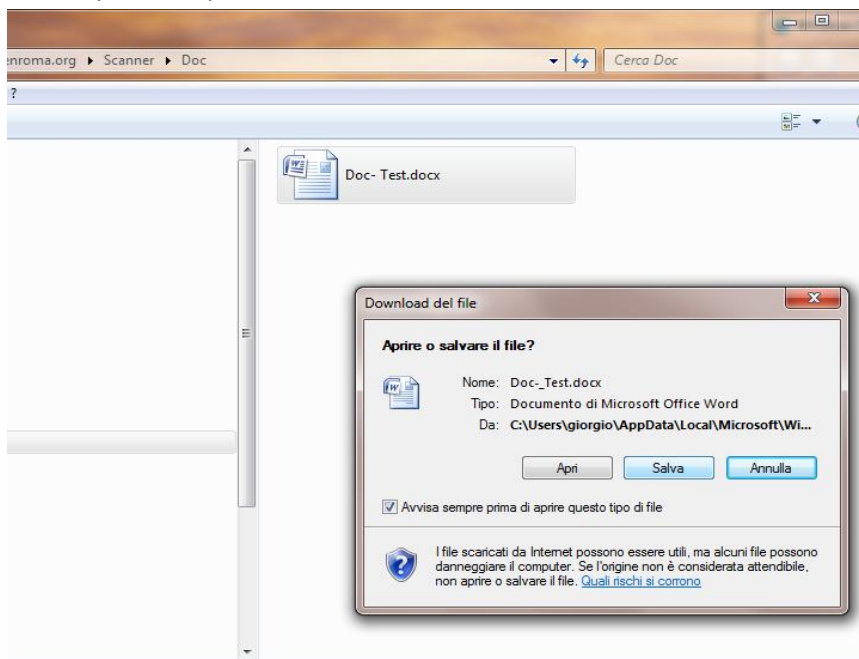 enroma.org ▸ Scanner ▸ Doc
Cerca Doc
?
Doc- Test.docx
Download del file
Aprire o salvare il file?
Nome: Doc-_Test.docx
Tipo: Documento di Microsoft Office Word
Da: C:\Users\giorgio\AppData\Local\Microsoft\Wi...
Apri Salva Annulla
Avvisa sempre prima di aprire questo tipo di file
I file scaricati da Internet possono essere utili, ma alcuni file possono
danneggiare il computer. Se l'origine non è considerata attendibile,
non aprire o salvare il file. Quali rischi si corrono